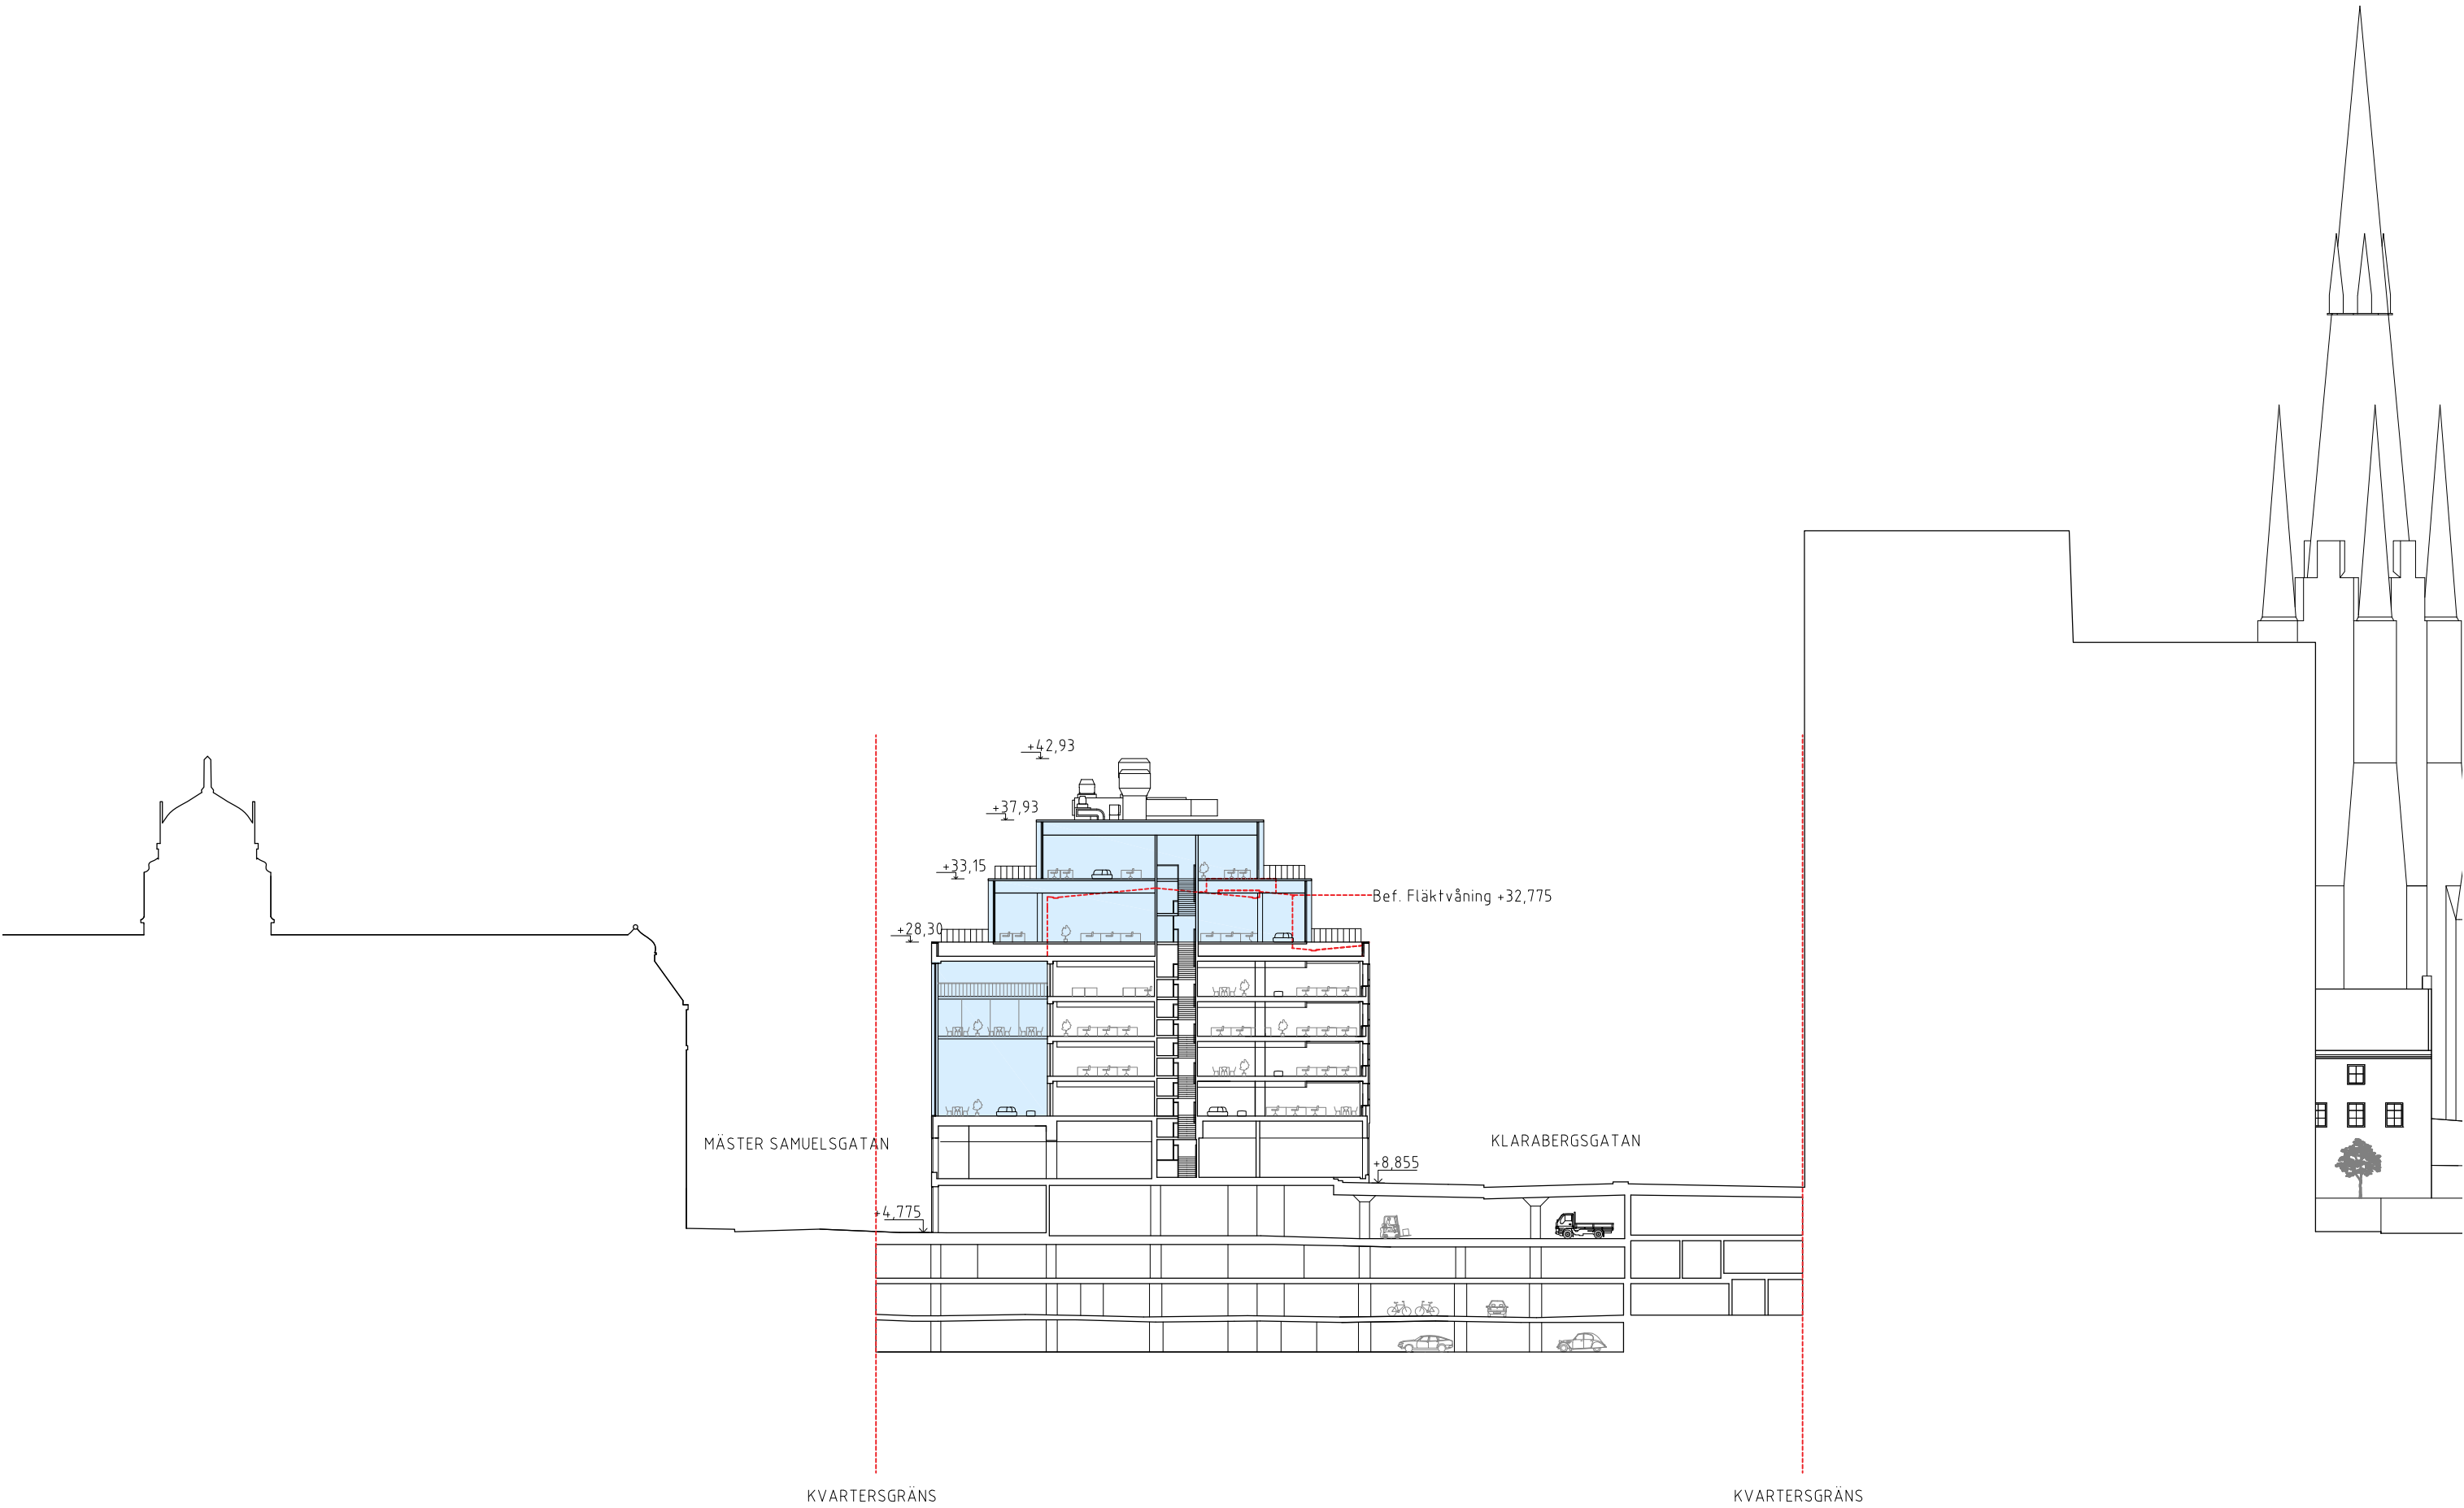 +42,93
+37,93
+33,15
Bef. Fläktvåning +32,775
+28,30
MÄSTER SAMUELSGATAN
KLARABERGSGATAN
+8,855
+4,775
KVARTERSGRÄNS
KVARTERSGRÄNS